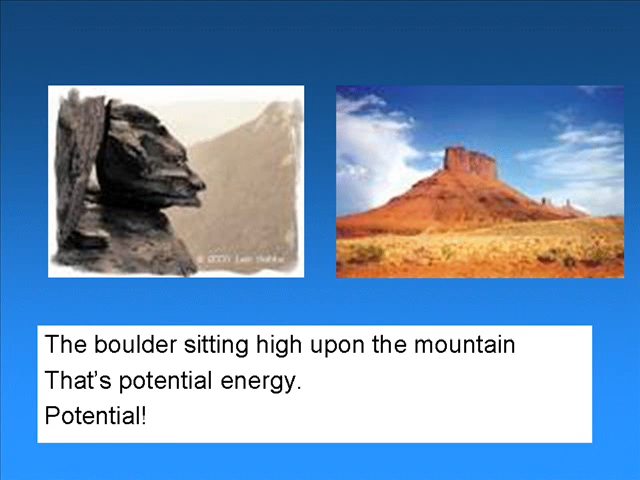 The boulder sitting high upon the mountain
That's potential energy.
Potential!